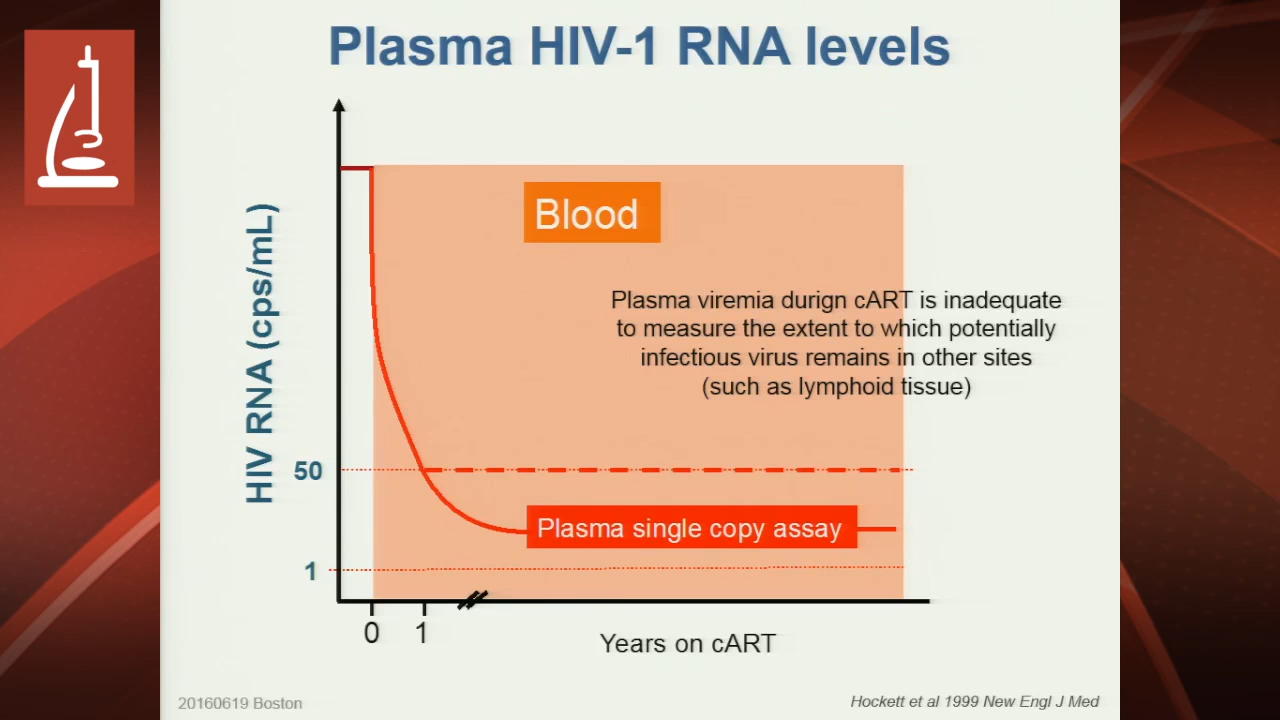 Plasma HIV-1 RNA levels
HIV RNA (cps/mL)
Blood
Plasma viremia durign cART is inadequate
to measure the extent to which potentially
infectious virus remains in other sites
(such as lymphoid tissue)
50
Plasma single copy assay
1
0
1
Years on cART
20160619 Boston
Hockett et al 1999 New Engl J Med